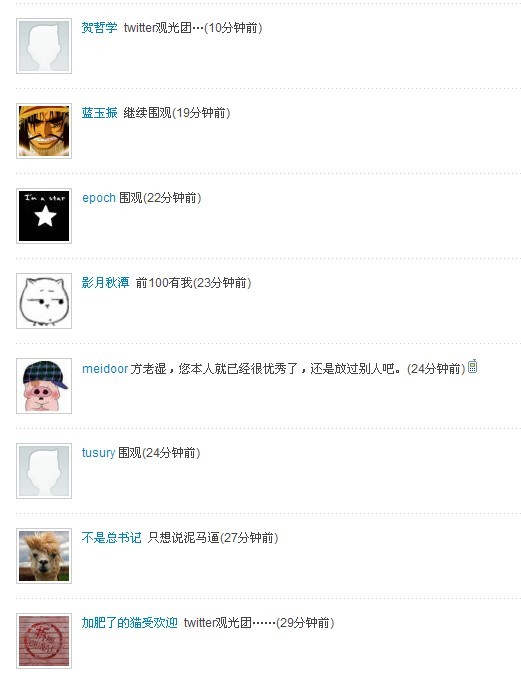 贺哲学 twitter观光团…(10分钟前)
蓝玉振 继续围观(19分钟前)
I'm a star
epoch 围观(22分钟前)
影月秋潭 前100有我(23分钟前)
meidoor 方老湿，您本人就已经很优秀了，还是放过别人吧。(24分钟前)
tusury 围观(24分钟前)
不是总书记 只想说泥马逼(27分钟前)
加肥了的猫受欢迎 twitter观光团……(29分钟前)